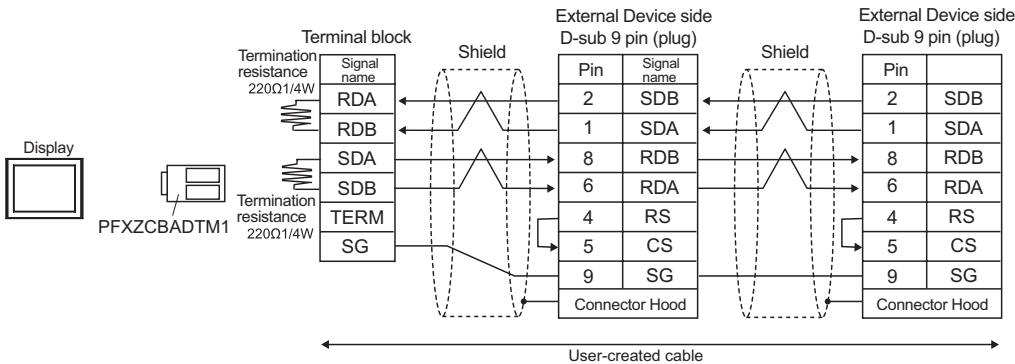 Display
PFXZCBADTM1
Termination
resistance
220Ω1/4W
Termination
resistance
220Ω1/4W
Terminal block
Signal
name
RDA
RDB
SDA
SDB
TERM
SG
Shield
External Device side
D-sub 9 pin (plug)
Pin Signal
name
2 SDB
1 SDA
8 RDB
6 RDA
4 RS
5 CS
9 SG
Connector Hood
Shield
External Device side
D-sub 9 pin (plug)
Pin
2 SDB
1 SDA
8 RDB
6 RDA
4 RS
5 CS
9 SG
Connector Hood
User-created cable